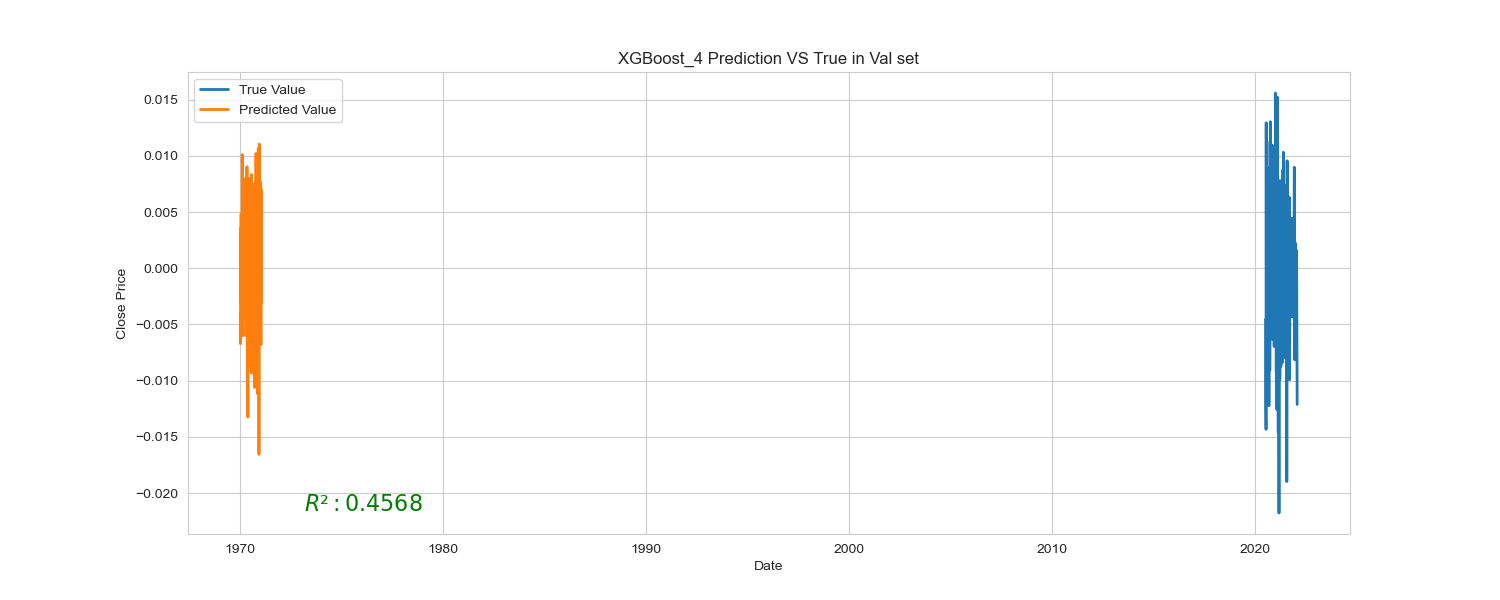 XGBoost_4 Prediction VS True in Val set
True Value
Predicted Value
0.015
0.010
0.005
0.000
−0.005
−0.010
−0.015
−0.020
Close Price
R² : 0.4568
1970 1980 1990 2000 2010 2020
Date